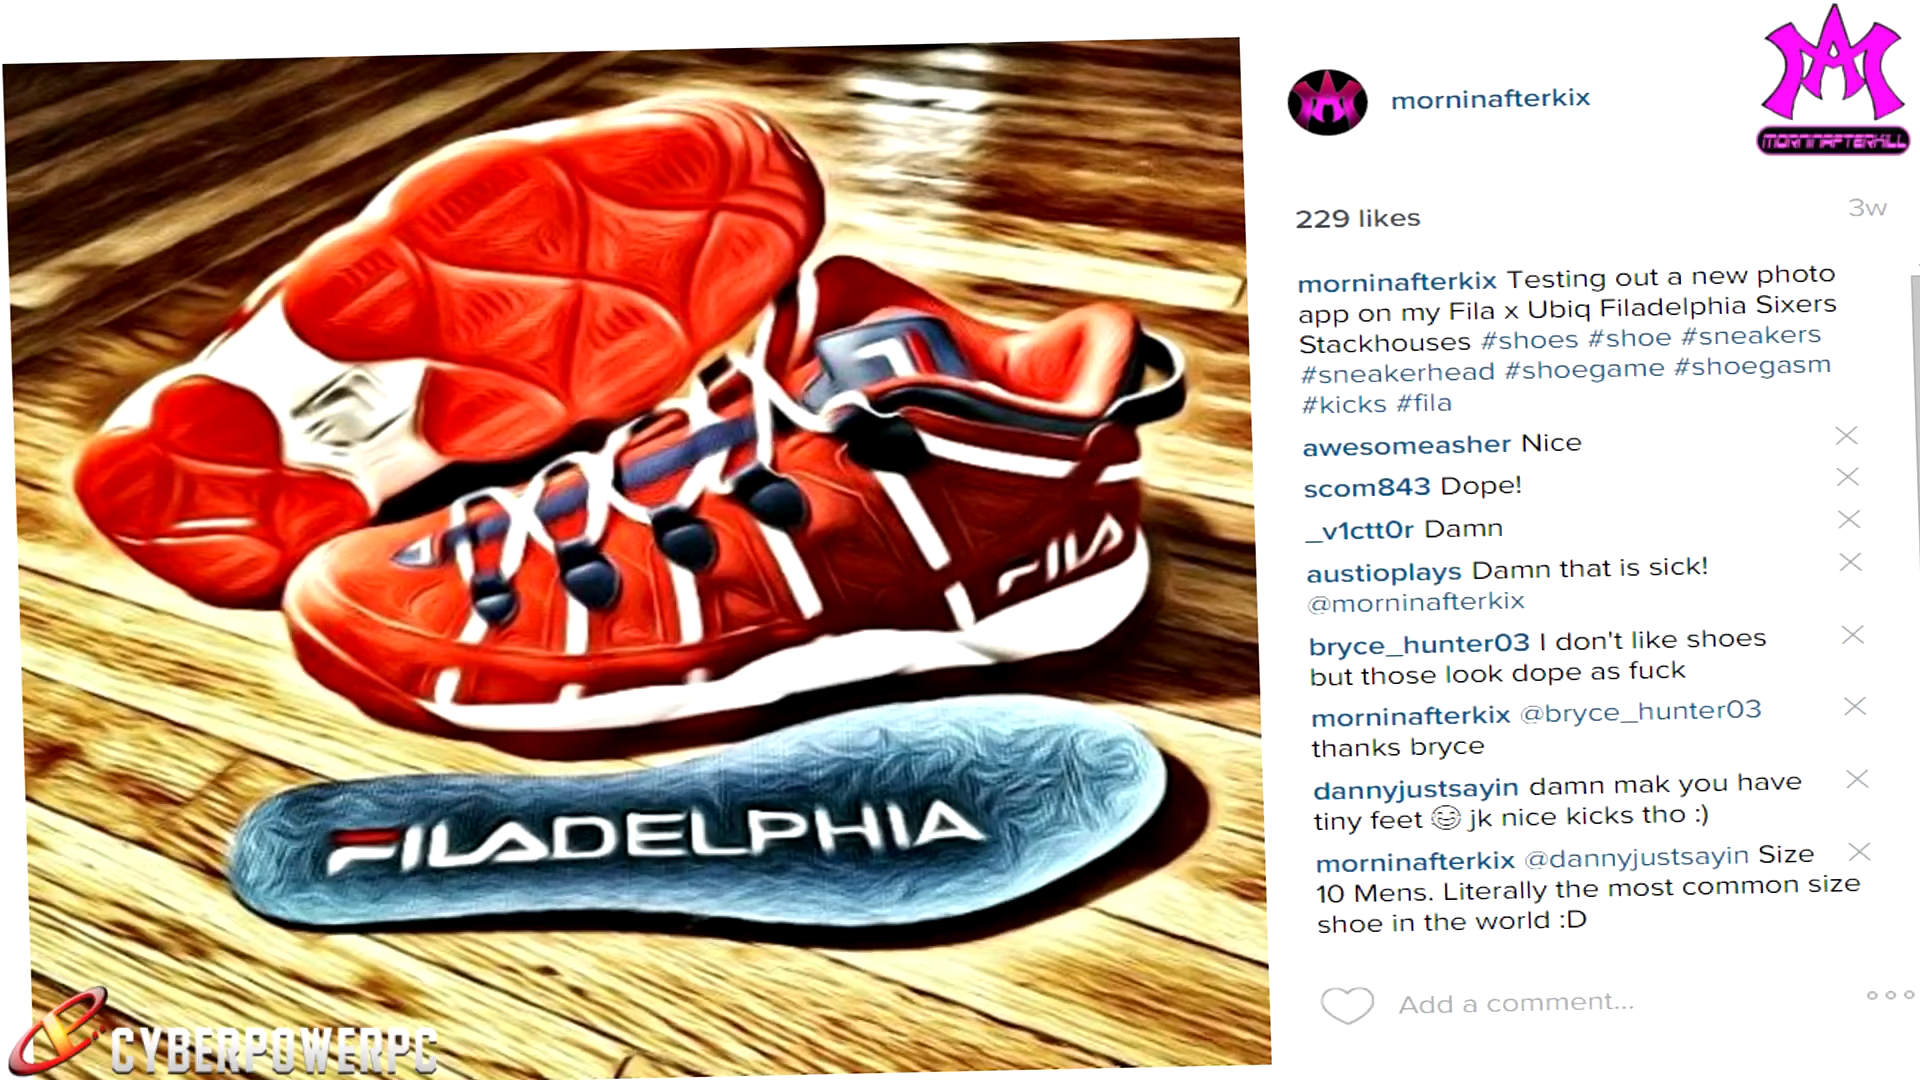 FILA
FILADELPHIA
CYBERPOWERPC
morninafterkix
MORNINAFTERKILL
229 likes
3w
morninafterkix Testing out a new photo
app on my Fila x Ubiq Filadelphia Sixers
Stackhouses #shoes #shoe #sneakers
#sneakerhead #shoegame #shoegasm
#kicks #fila
awesomeasher Nice
scom843 Dope!
_v1ctt0r Damn
austioplays Damn that is sick!
@morninafterkix
bryce_hunter03 I don't like shoes
but those look dope as fuck
morninafterkix @bryce_hunter03
thanks bryce
dannyjustsayin damn mak you have
tiny feet 😊 jk nice kicks tho :)
morninafterkix @dannyjustsayin Size
10 Mens. Literally the most common size
shoe in the world :D
Add a comment...